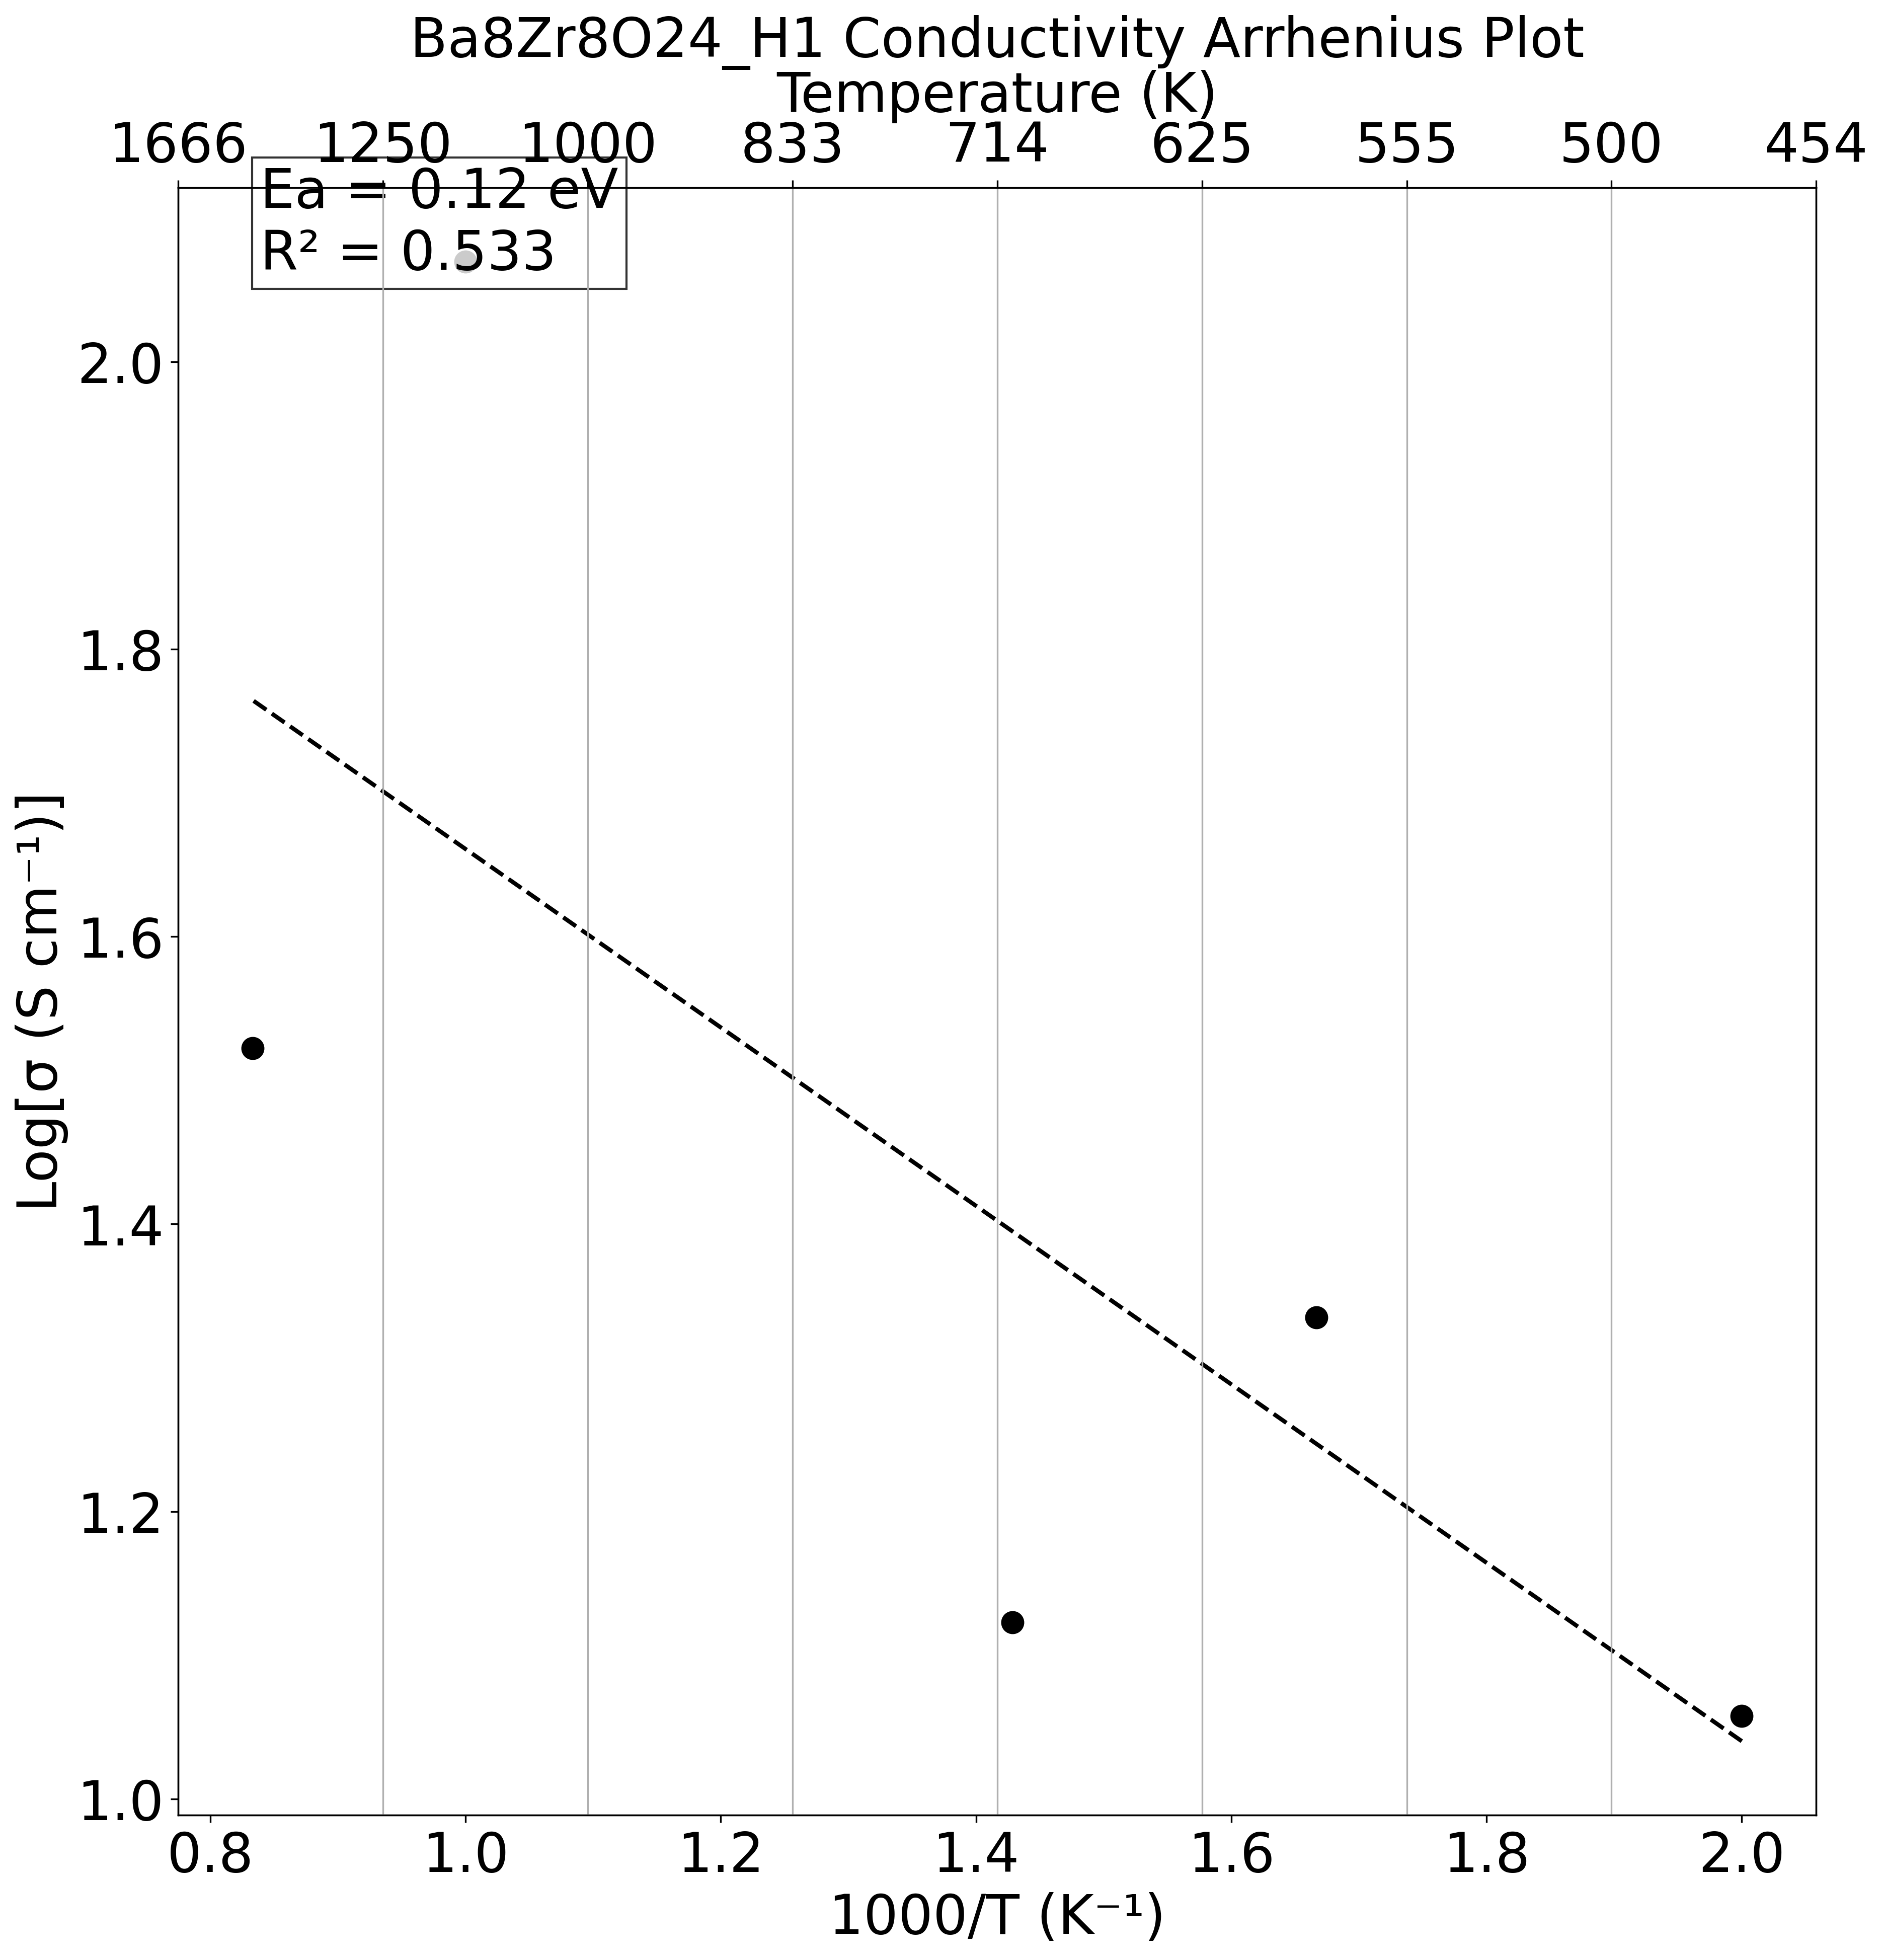 Ba8Zr8O24_H1 Conductivity Arrhenius Plot
Temperature (K)
1666 1250 1000 833 714 625 555 500 454
Ea = 0.12 eV
R² = 0.533
2.0
1.8
1.6
1.4
1.2
1.0
Log[σ (S cm⁻¹)]
0.8 1.0 1.2 1.4 1.6 1.8 2.0
1000/T (K⁻¹)